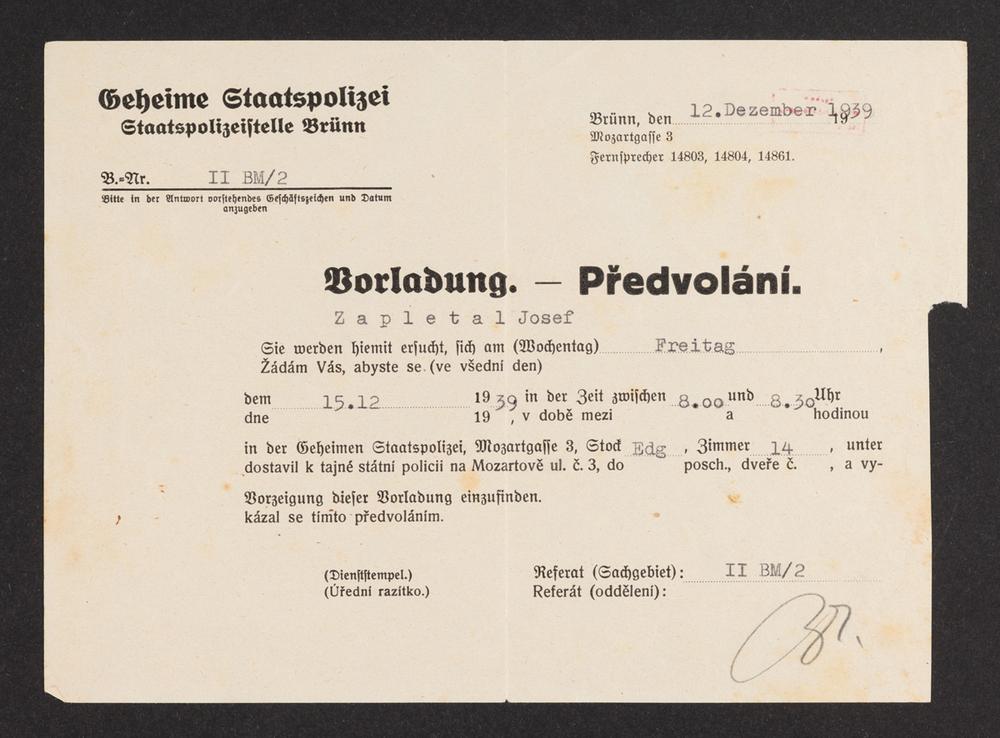 Geheime Staatspolizei
Staatspolizeistelle Brünn
Brünn, den 12.Dezember 1939 19
Mozartgasse 3
Fernsprecher 14803, 14804, 14861.
B.=Nr. II BM/2
Bitte in der Antwort vorstehendes Geschäftszeichen und Datum
anzugeben
Vorladung. — Předvolání.
Z a p l e t a l Josef
Sie werden hiemit ersucht, sich am (Wochentag) Freitag ,
Žádám Vás, abyste se (ve všední den)
dem 15.12 19 39 in der Zeit zwischen 8.00 und 8.30 Uhr
dne 19 , v době mezi a hodinou
in der Geheimen Staatspolizei, Mozartgasse 3, Stock Edg , Zimmer 14 , unter
dostavil k tajné státní policii na Mozartově ul. č. 3, do posch., dveře č. , a vy-
Vorzeigung dieser Vorladung einzufinden.
kázal se tímto předvoláním.
(Dienststempel.)
(Úřední razítko.)
Referat (Sachgebiet): II BM/2
Referát (oddělení):